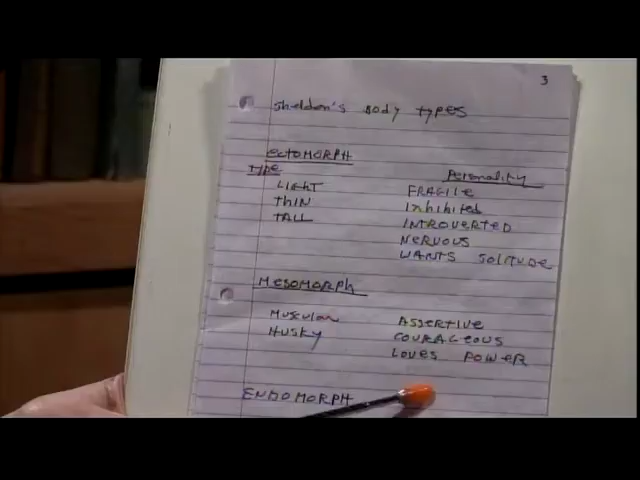 3
Sheldon's Body Types
ECTOMORPH
Type Personality
LIGHT FRAGILE
THIN Inhibited
TALL INTROVERTED
NERVOUS
WANTS SOLITUDE
MESOMORPH
Muscular ASSERTIVE
HUSKY COURAGEOUS
LOVES POWER
ENDOMORPH